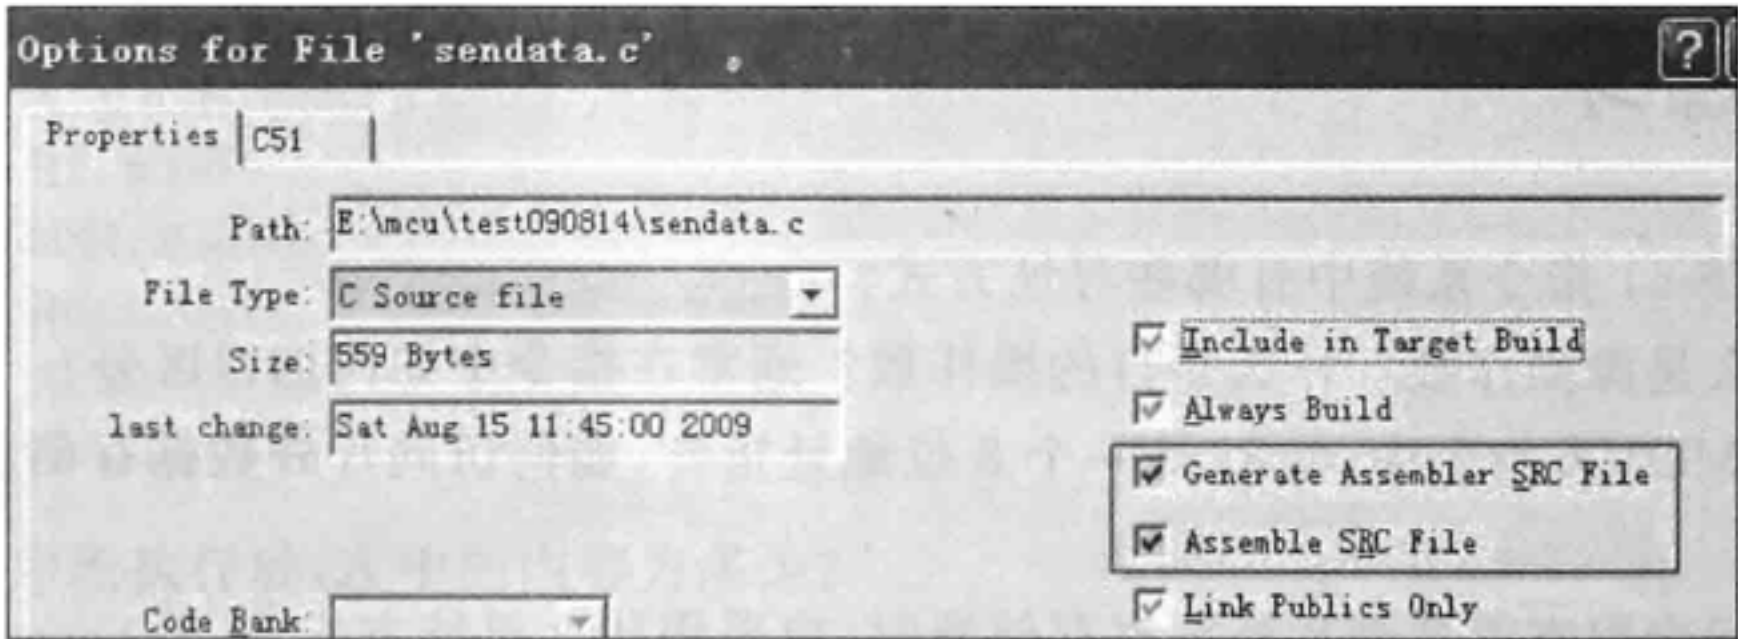 Options for File 'sendata.c'
?
Properties
C51
Path: E:\mcu\test090814\sendata.c
File Type: C Source file
Size: 559 Bytes
last change: Sat Aug 15 11:45:00 2009
Include in Target Build
Always Build
Generate Assembler SRC File
Assemble SRC File
Link Publics Only
Code Bank: